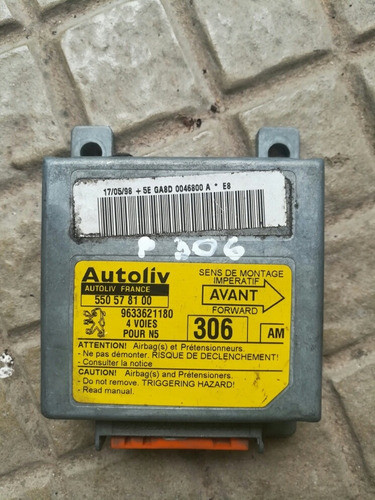 17/05/98 + 5E GA8D 0046800 A * E8
P 306
Autoliv
AUTOLIV FRANCE
550 57 81 00
9633621180
4 VOIES
POUR N5
SENS DE MONTAGE
IMPERATIF
AVANT
FORWARD
306
AM
ATTENTION! Airbag(s) et Prétensionneurs.
- Ne pas démonter. RISQUE DE DECLENCHEMENT!
- Consulter la notice
CAUTION! Airbag(s) and Pretensioners.
- Do not remove. TRIGGERING HAZARD!
- Read manual.